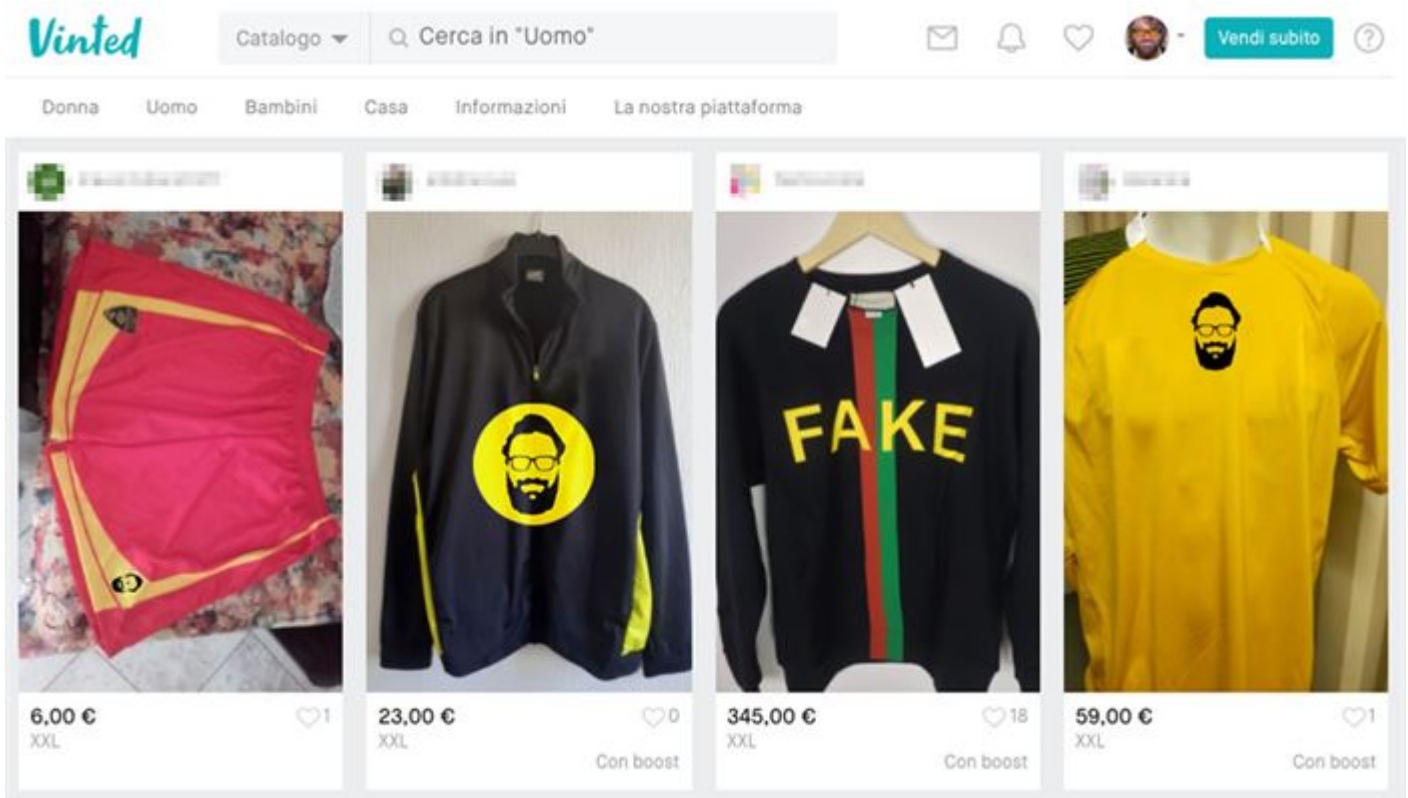 Vinted
Catalogo
Cerca in "Uomo"
Vendi subito
?
Donna Uomo Bambini Casa Informazioni La nostra piattaforma
FAKE
6,00 € 1
XXL
23,00 € 0
XXL
Con boost
345,00 € 18
XXL
Con boost
59,00 € 1
XXL
Con boost